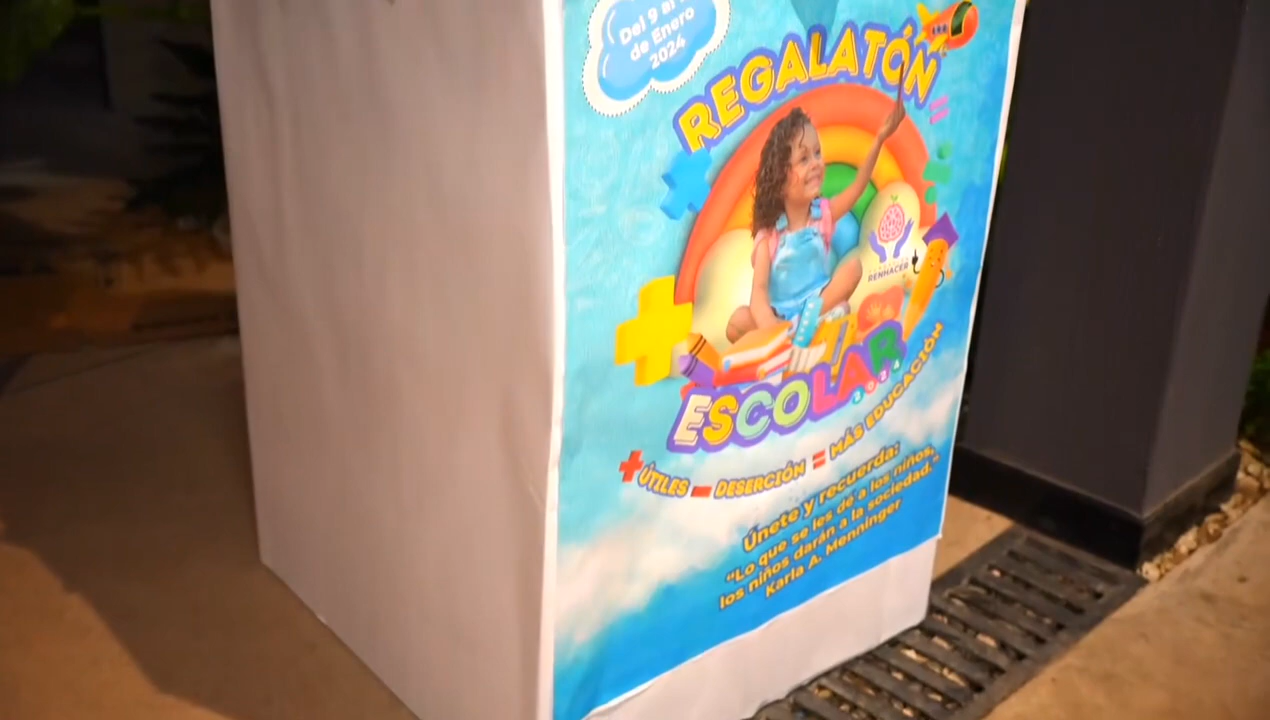 Del 9 al
de Enero
2024
REGALATÓN
RENHACER
ESCOLAR
2024
+ ÚTILES - DESERCIÓN = MÁS EDUCACIÓN
Únete y recuerda:
"Lo que se les dé a los niños,
los niños darán a la sociedad."
Karla A. Menninger